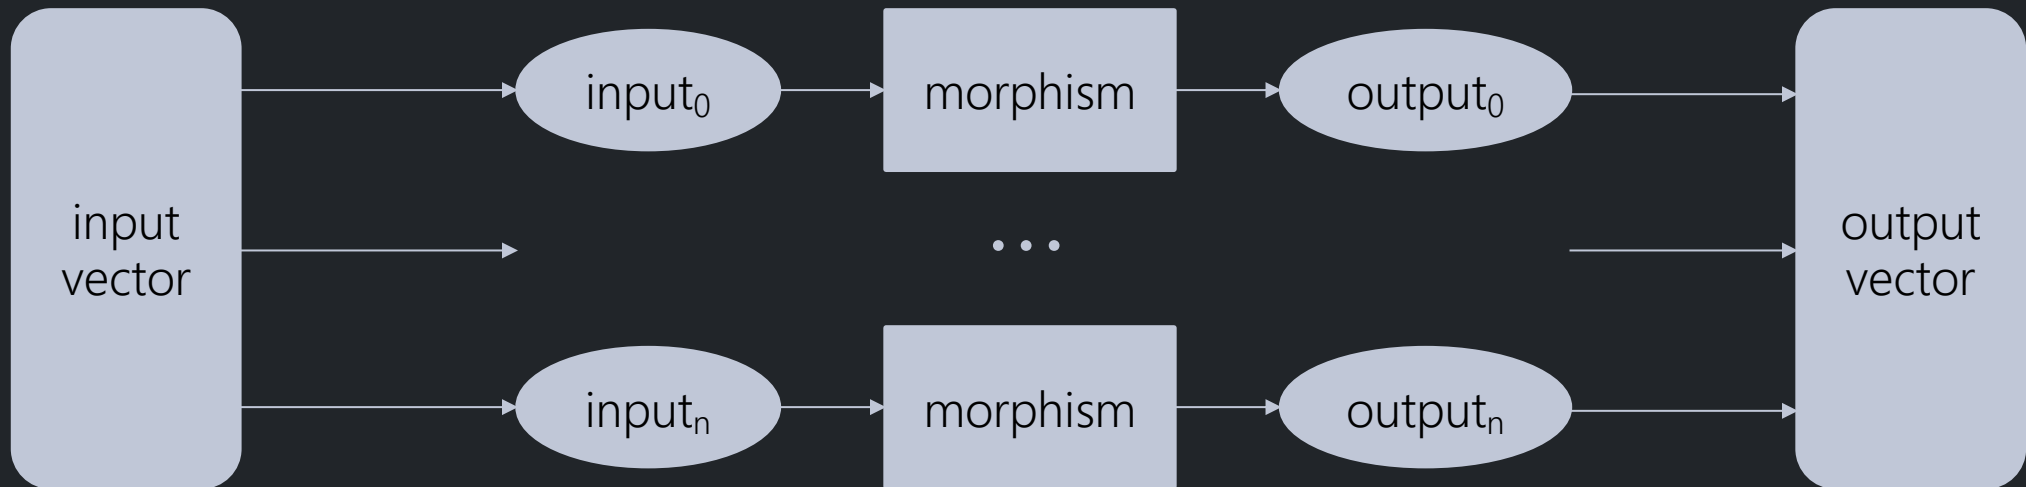 input₀
morphism
output₀
input
vector
...
output
vector
inputₙ
morphism
outputₙ